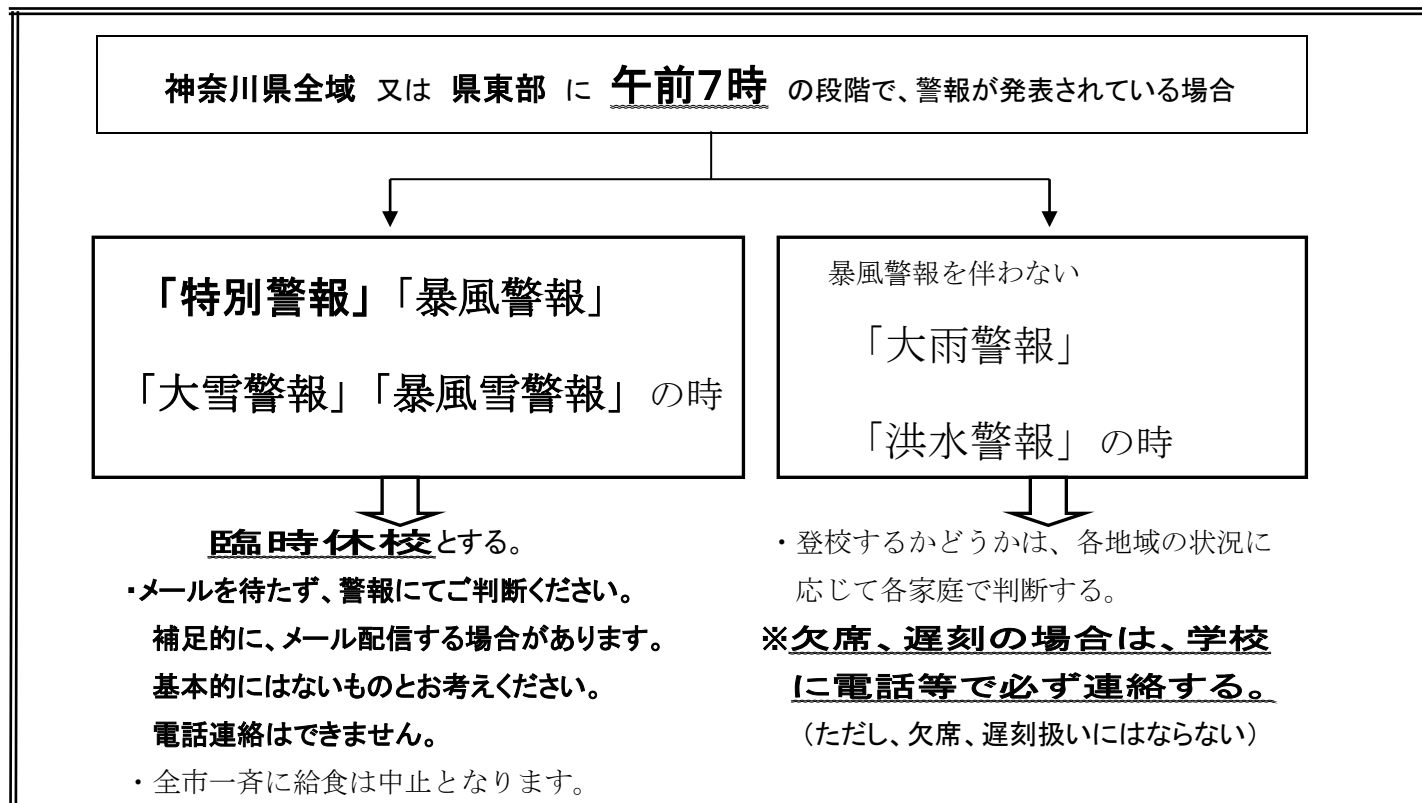 神奈川県全域 又は 県東部 に 午前7時 の段階で、警報が発表されている場合
「特別警報」「暴風警報」
「大雪警報」「暴風雪警報」の時
臨時休校とする。
・メールを待たず、警報にてご判断ください。
補足的に、メール配信する場合があります。
基本的にはないものとお考えください。
電話連絡はできません。
・全市一斉に給食は中止となります。
暴風警報を伴わない
「大雨警報」
「洪水警報」の時
・登校するかどうかは、各地域の状況に
応じて各家庭で判断する。
※欠席、遅刻の場合は、学校
に電話等で必ず連絡する。
（ただし、欠席、遅刻扱いにはならない）